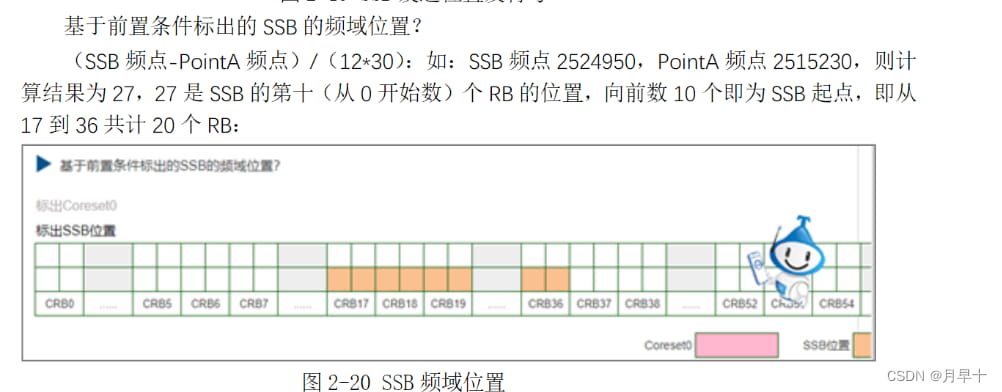 基于前置条件标出的 SSB 的频域位置？
（SSB 频点-PointA 频点）/（12*30）：如：SSB 频点 2524950，PointA 频点 2515230，则计
算结果为 27，27 是 SSB 的第十（从 0 开始数）个 RB 的位置，向前数 10 个即为 SSB 起点，即从
17 到 36 共计 20 个 RB：
基于前置条件标出的SSB的频域位置?
标出Coreset0
标出SSB位置
CRB0 ...... CRB5 CRB6 CRB7 ...... CRB17 CRB18 CRB19 ...... CRB36 CRB37 CRB38 ...... CRB52 CRB54
Coreset0 SSB位置
图 2-20 SSB 频域位置
CSDN @月早十